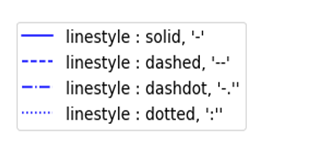 linestyle : solid, '-'
linestyle : dashed, '--'
linestyle : dashdot, '-.''
linestyle : dotted, ':''